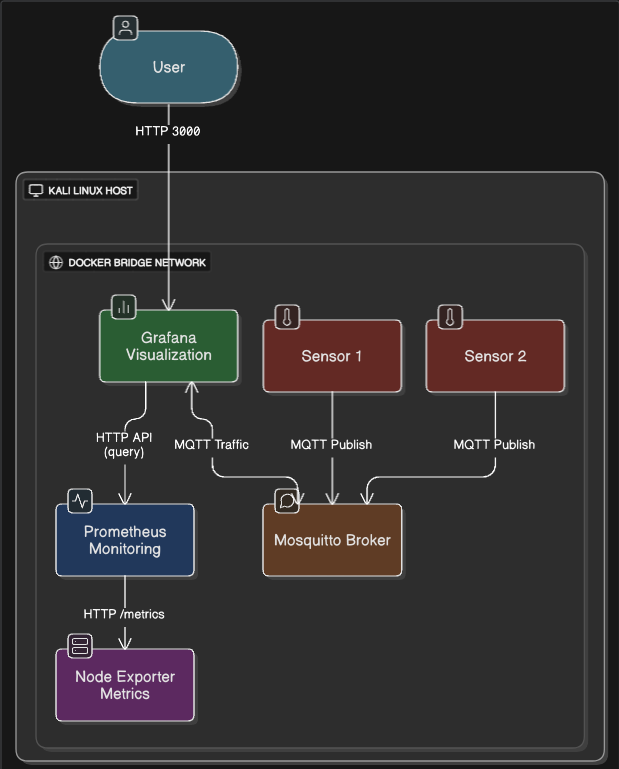 User
HTTP 3000
KALI LINUX HOST
DOCKER BRIDGE NETWORK
Grafana
Visualization
Sensor 1
Sensor 2
HTTP API
(query)
MQTT Traffic
MQTT Publish
MQTT Publish
Prometheus
Monitoring
Mosquitto Broker
HTTP /metrics
Node Exporter
Metrics